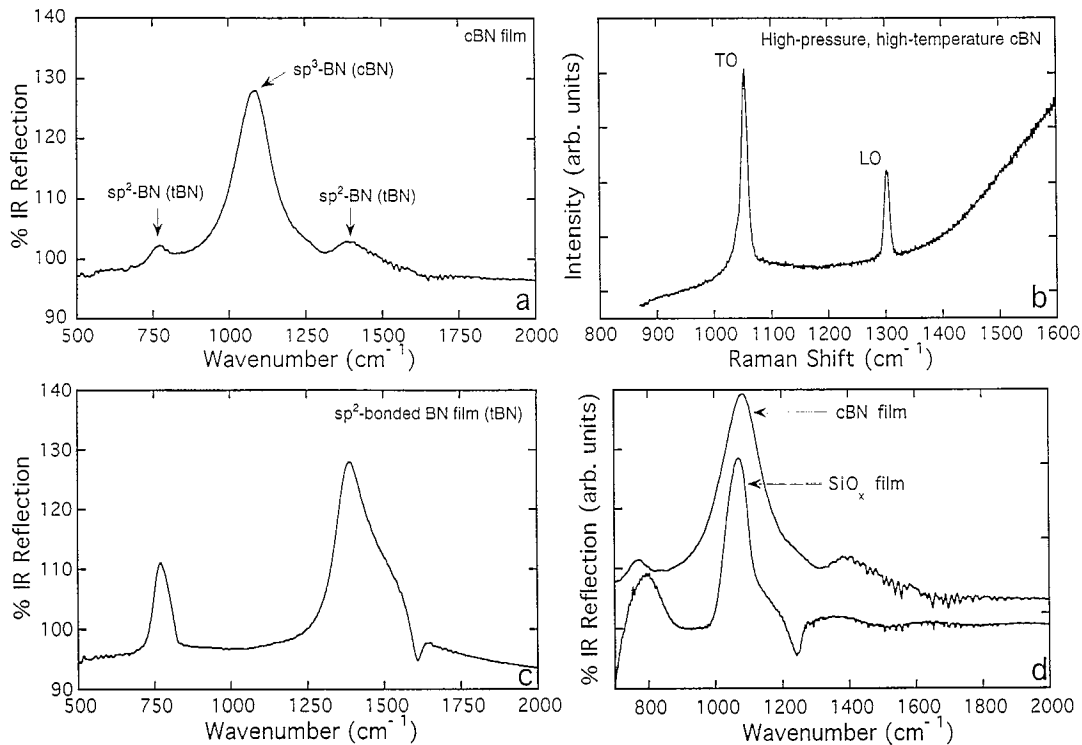 140
130
120
110
100
90
% IR Reflection
cBN film
sp³-BN (cBN)
sp²-BN (tBN)
sp²-BN (tBN)
a
500 750 1000 1250 1500 1750 2000
Wavenumber (cm⁻¹)
Intensity (arb. units)
High-pressure, high-temperature cBN
TO
LO
b
800 900 1000 1100 1200 1300 1400 1500 1600
Raman Shift (cm⁻¹)
140
130
120
110
100
90
% IR Reflection
sp²-bonded BN film (tBN)
c
500 750 1000 1250 1500 1750 2000
Wavenumber (cm⁻¹)
% IR Reflection (arb. units)
cBN film
SiOₓ film
d
800 1000 1200 1400 1600 1800 2000
Wavenumber (cm⁻¹)